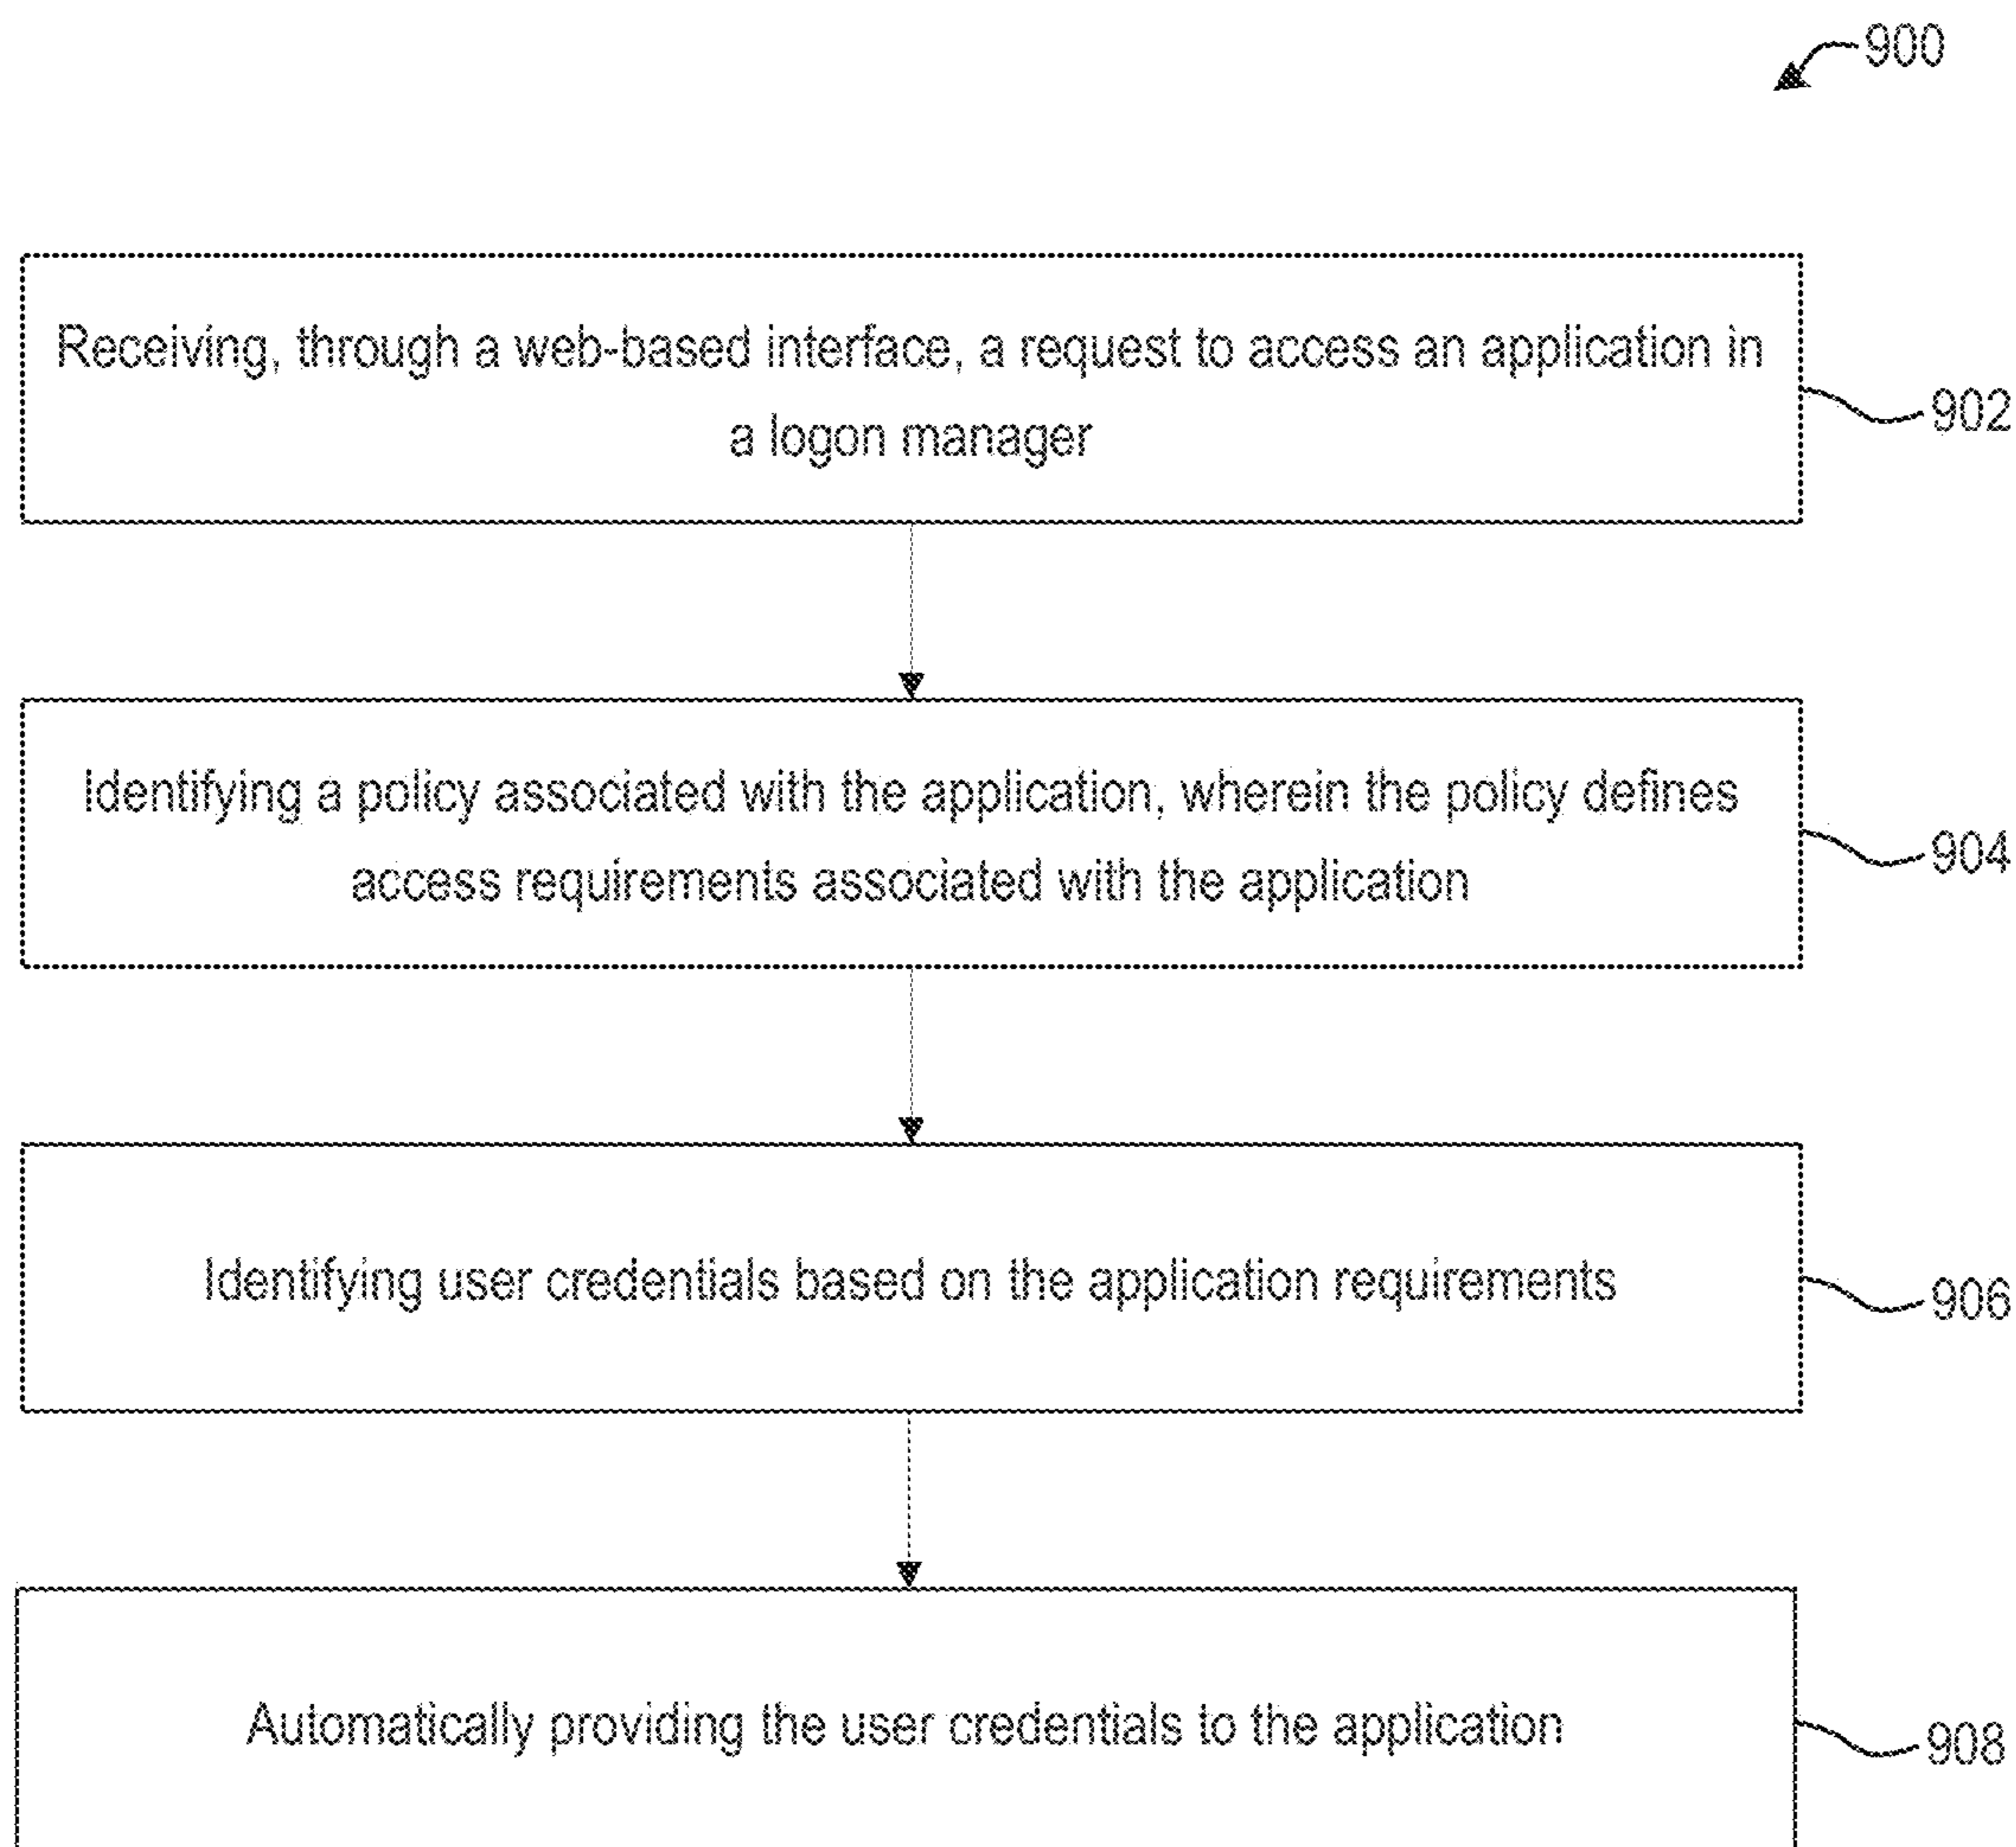 900
Receiving, through a web-based interface, a request to access an application in
a logon manager
902
Identifying a policy associated with the application, wherein the policy defines
access requirements associated with the application
904
Identifying user credentials based on the application requirements
906
Automatically providing the user credentials to the application
908